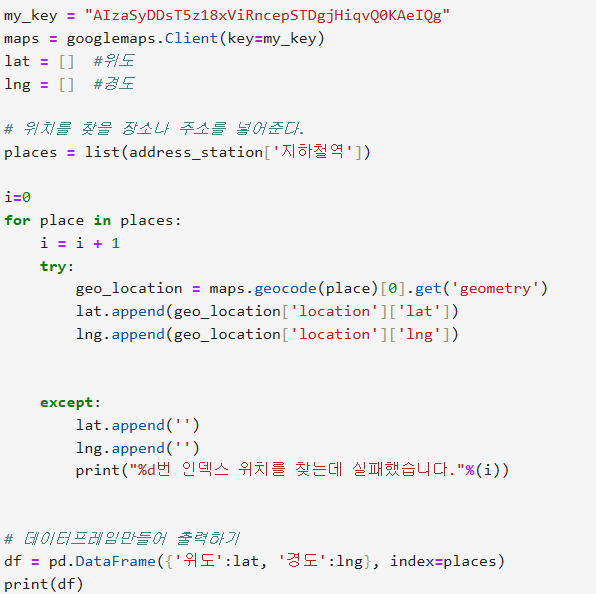 my_key = "AIzaSyDDsT5z18xViRncepSTDgjHiqvQ0KAeIQg"
maps = googlemaps.Client(key=my_key)
lat = []  #위도
lng = []  #경도
# 위치를 찾을 장소나 주소를 넣어준다.
places = list(address_station['지하철역'])
i=0
for place in places:
    i = i + 1
    try:
        geo_location = maps.geocode(place)[0].get('geometry')
        lat.append(geo_location['location']['lat'])
        lng.append(geo_location['location']['lng'])
    except:
        lat.append('')
        lng.append('')
        print("%d번 인덱스 위치를 찾는데 실패했습니다."%(i))
# 데이터프레임만들어 출력하기
df = pd.DataFrame({'위도':lat, '경도':lng}, index=places)
print(df)